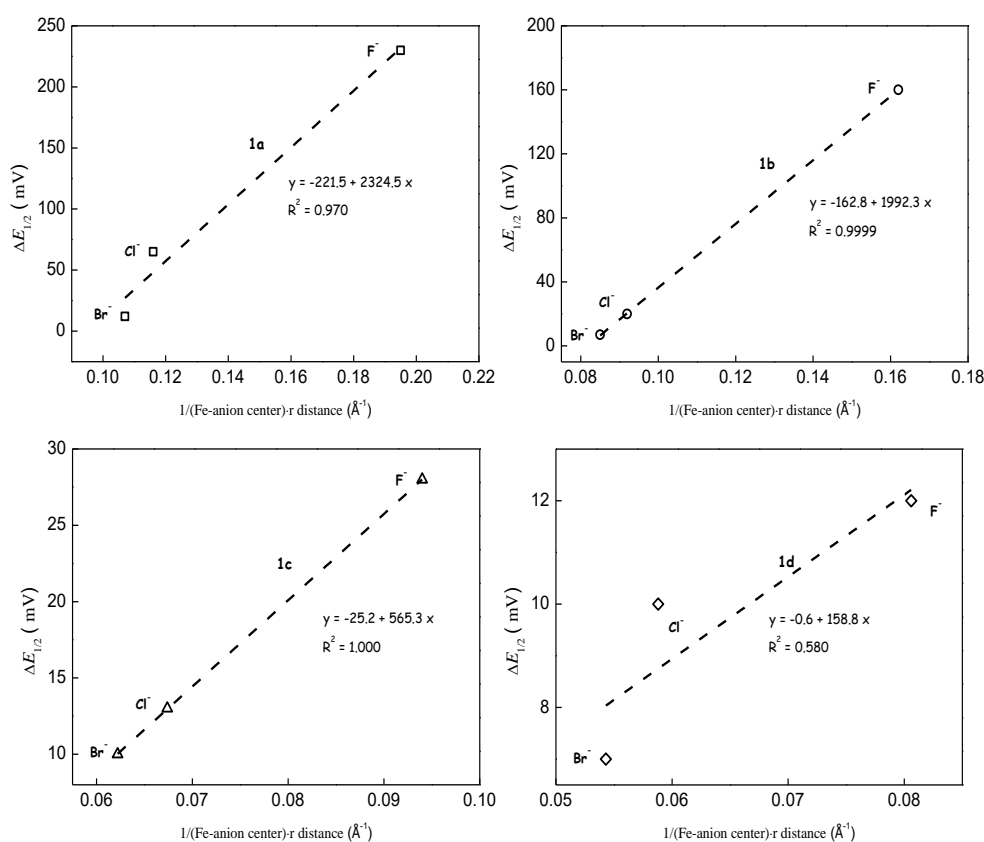 250
200
150
100
50
0
ΔE1/2 ( mV)
F-
1a
y = -221.5 + 2324.5 x
R2 = 0.970
Cl-
Br-
0.10 0.12 0.14 0.16 0.18 0.20 0.22
1/(Fe-anion center)·r distance (Å-1)
200
160
120
80
40
0
ΔE1/2 ( mV)
F-
1b
y = -162.8 + 1992.3 x
R2 = 0.9999
Cl-
Br-
0.08 0.10 0.12 0.14 0.16 0.18
1/(Fe-anion center)·r distance (Å-1)
30
25
20
15
10
ΔE1/2 ( mV)
F-
1c
y = -25.2 + 565.3 x
R2 = 1.000
Cl-
Br-
0.06 0.07 0.08 0.09 0.10
1/(Fe-anion center)·r distance (Å-1)
12
10
8
ΔE1/2 ( mV)
F-
1d
y = -0.6 + 158.8 x
R2 = 0.580
Cl-
Br-
0.05 0.06 0.07 0.08
1/(Fe-anion center)·r distance (Å-1)